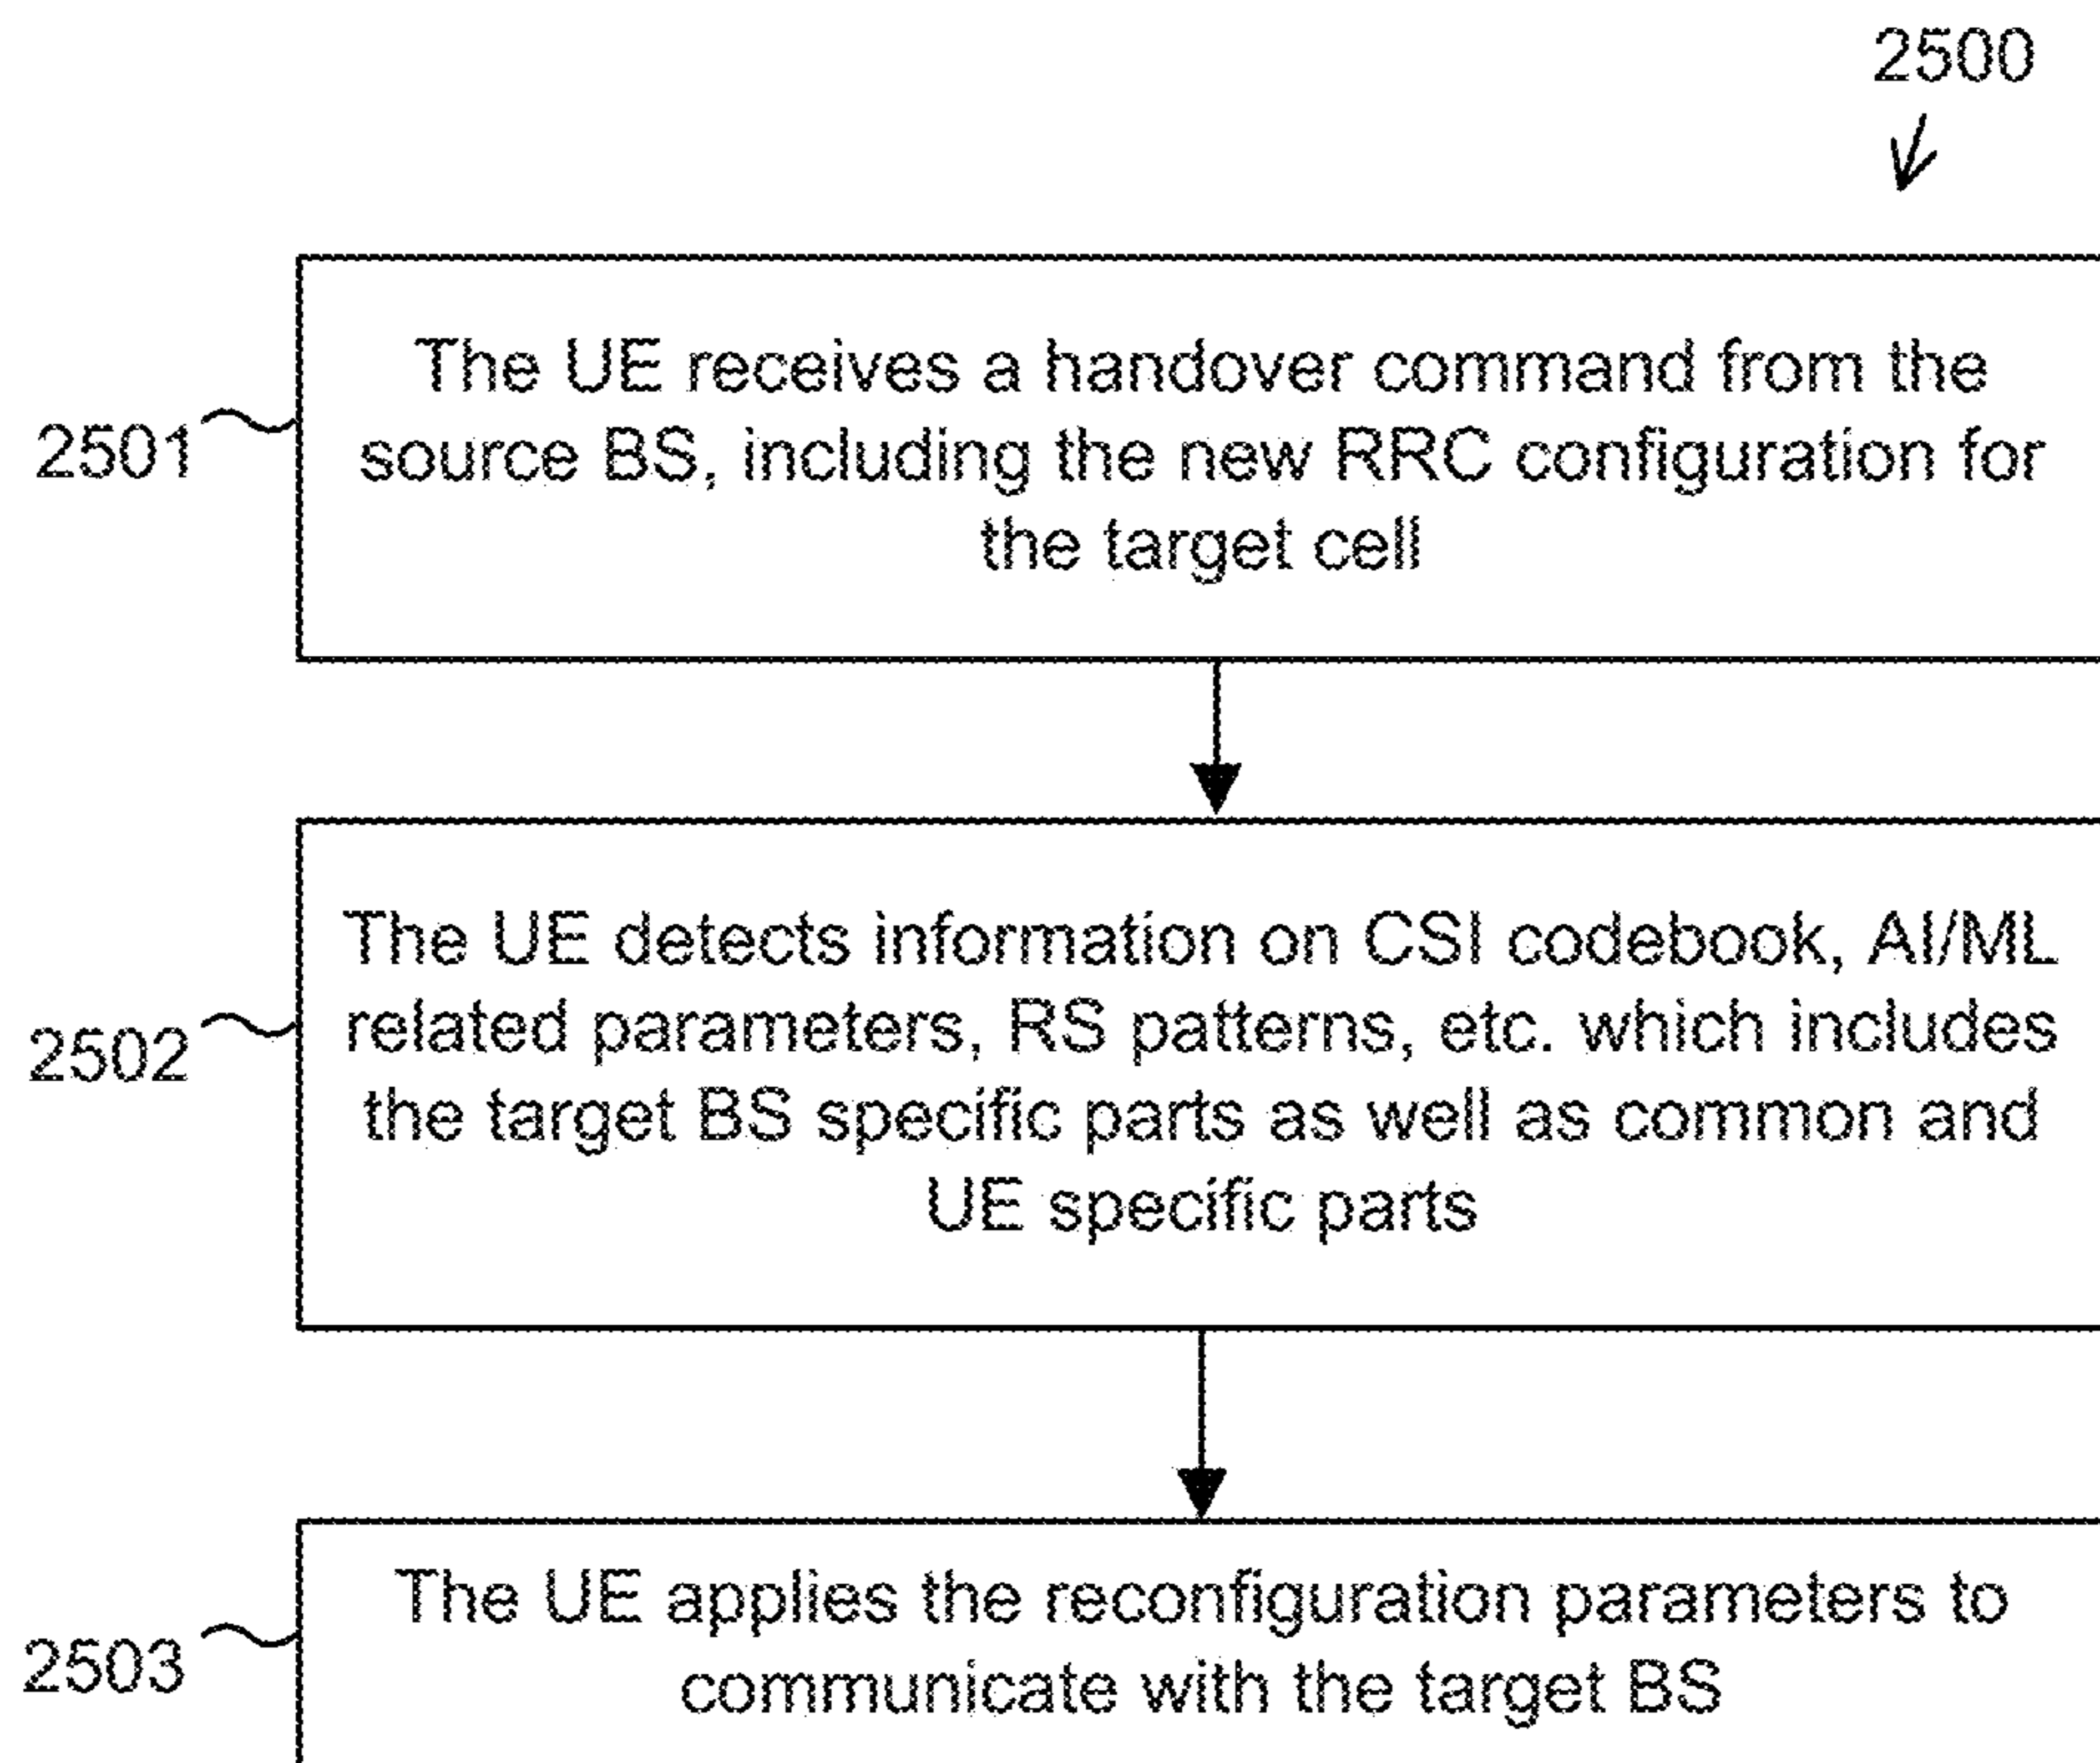 2500
The UE receives a handover command from the
source BS, including the new RRC configuration for
the target cell
2501
The UE detects information on CSI codebook, AI/ML
related parameters, RS patterns, etc. which includes
the target BS specific parts as well as common and
UE specific parts
2502
The UE applies the reconfiguration parameters to
communicate with the target BS
2503